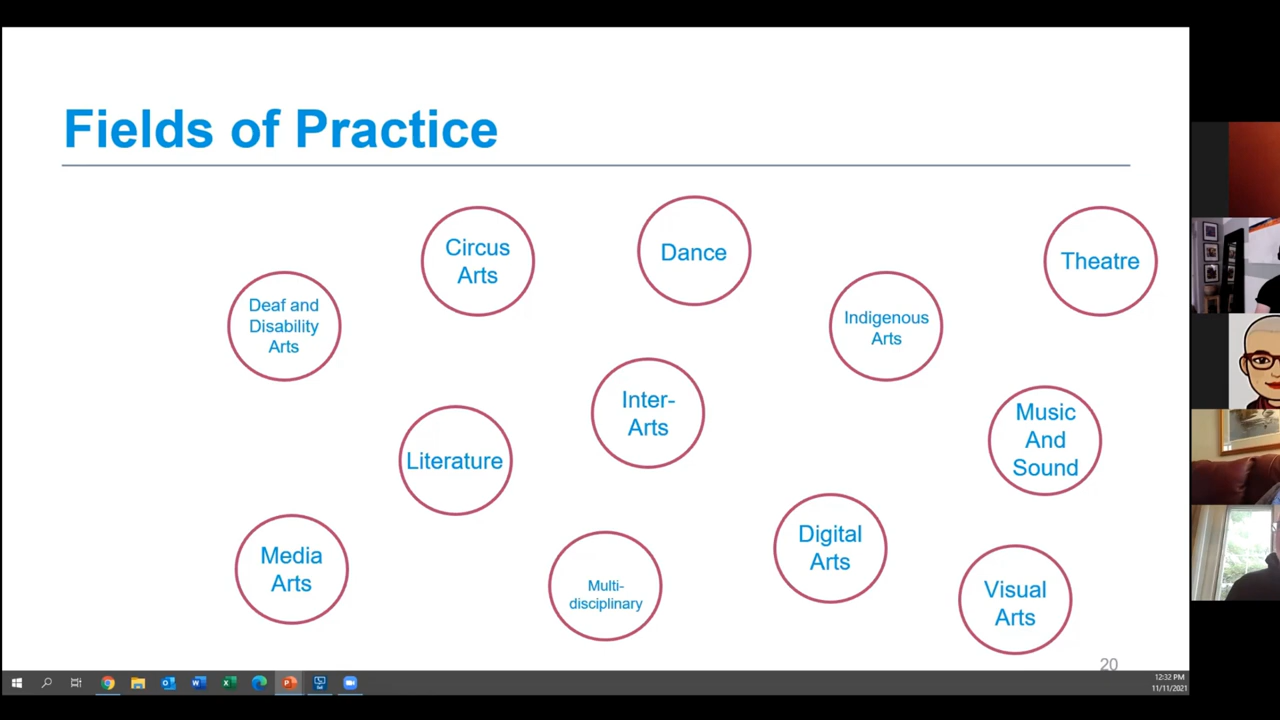 Fields of Practice
Circus
Arts
Dance
Theatre
Deaf and
Disability
Arts
Indigenous
Arts
Inter-
Arts
Literature
Music
And
Sound
Media
Arts
Multi-
disciplinary
Digital
Arts
Visual
Arts
20
12:32 PM
11/11/2021